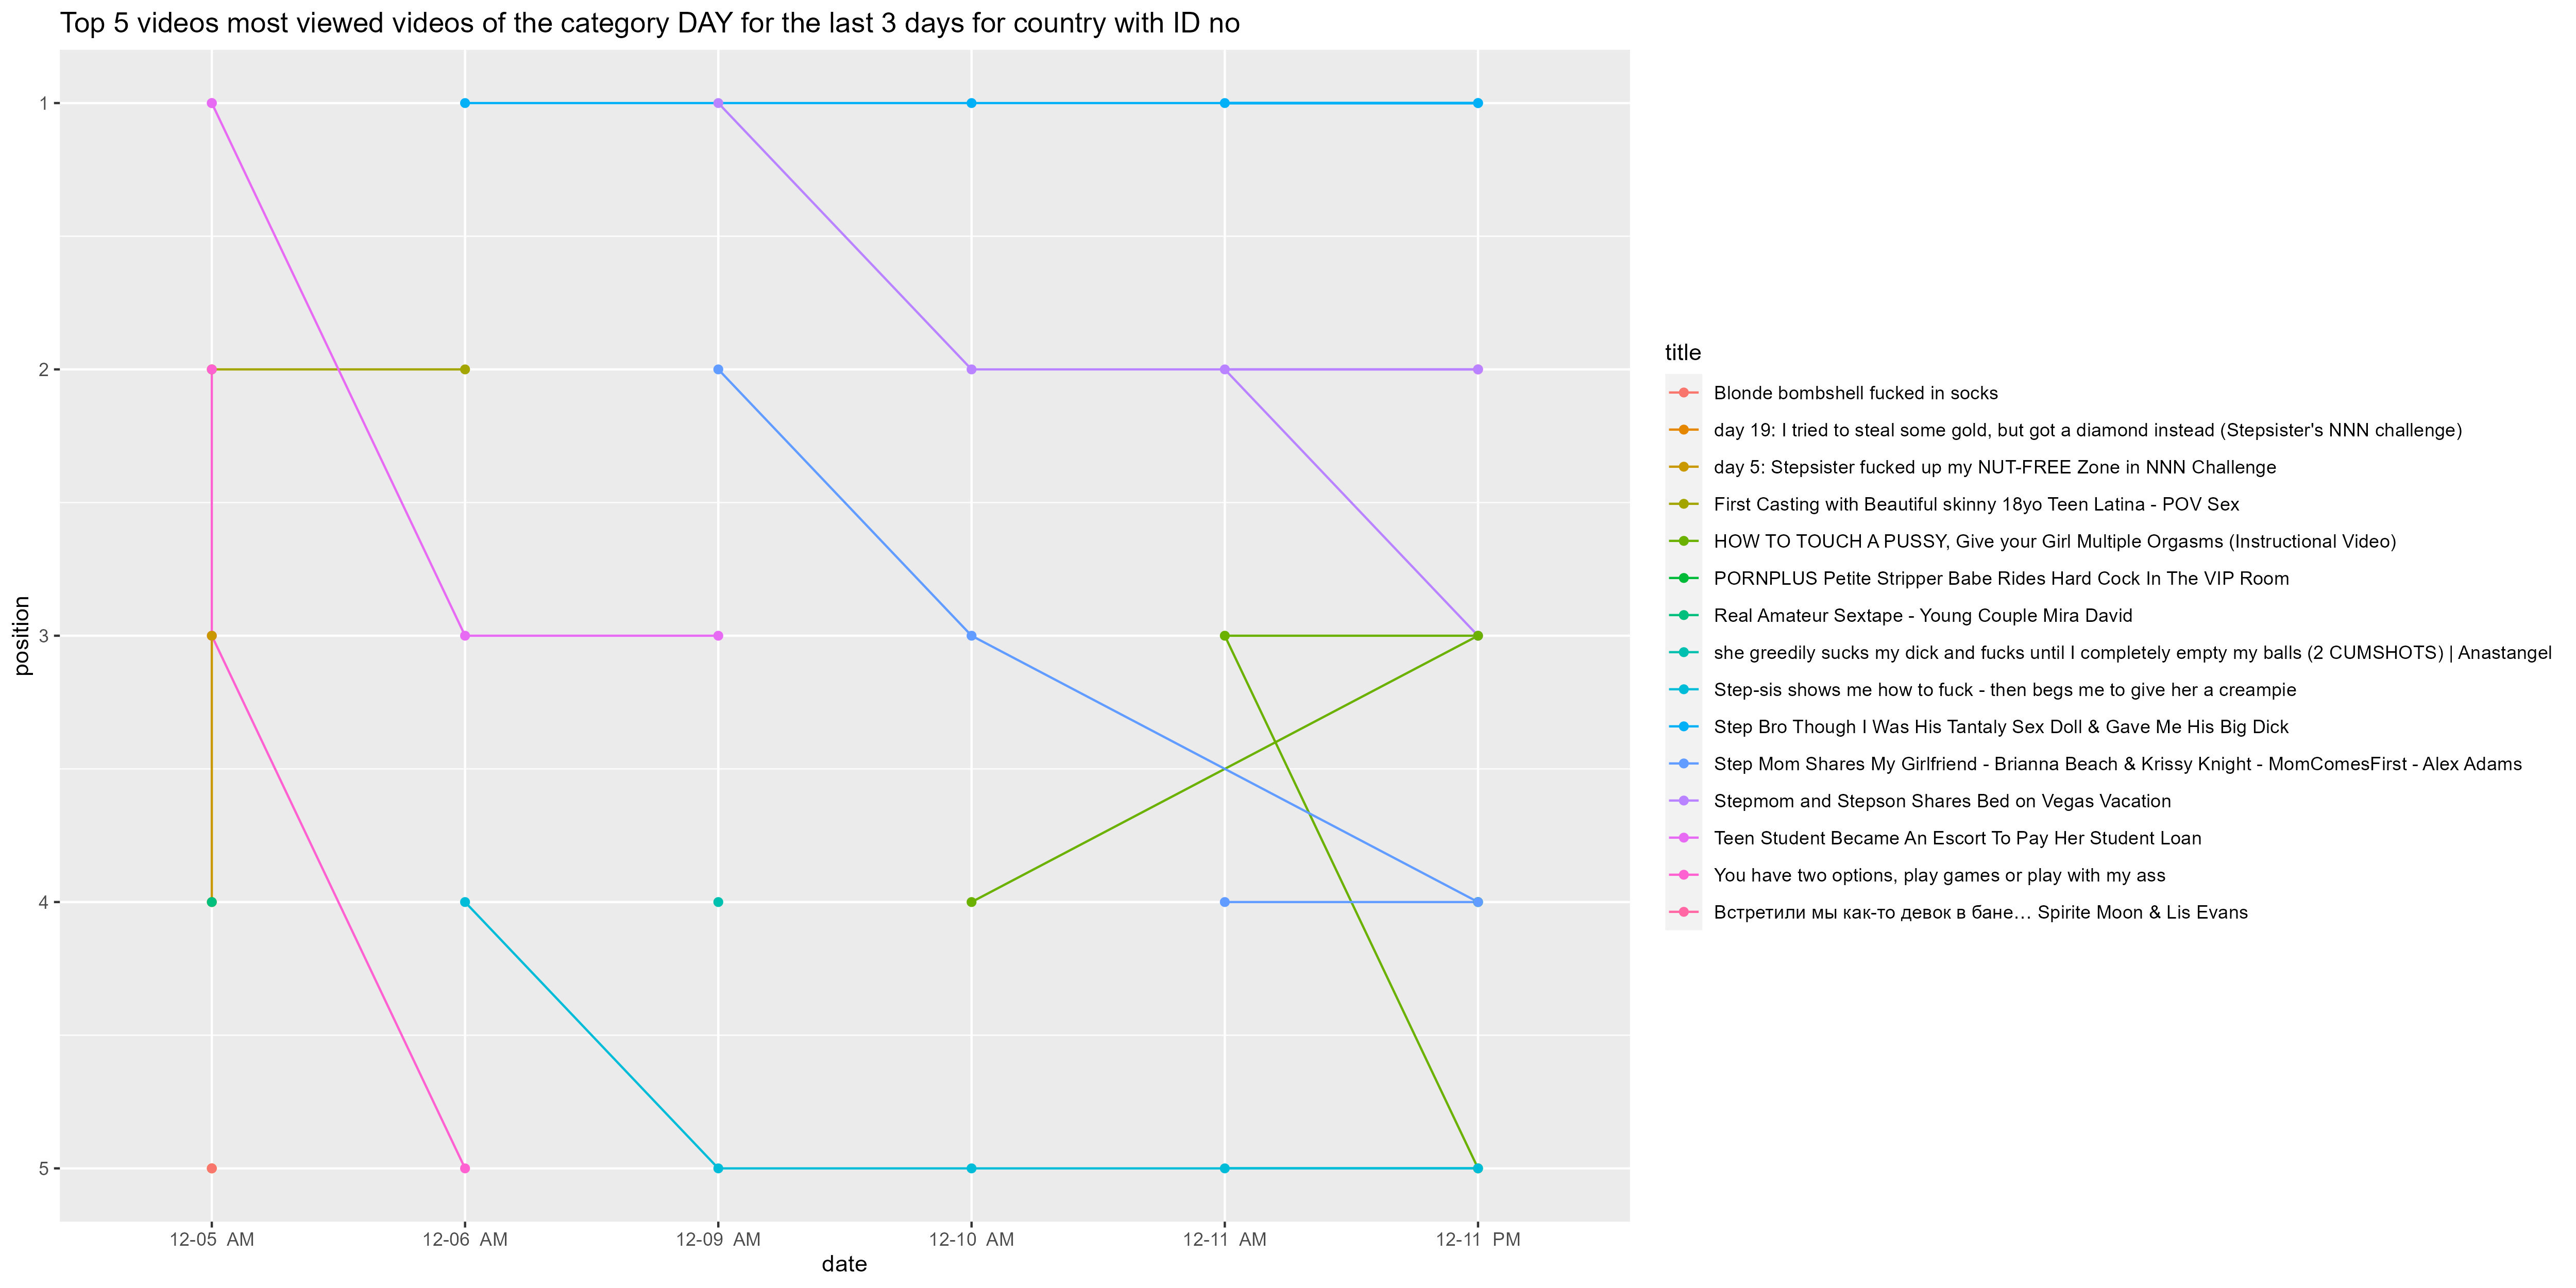 Top 5 videos most viewed videos of the category DAY for the last 3 days for country with ID no
position
1
2
3
4
5
12-05 AM
12-06 AM
12-09 AM
12-10 AM
12-11 AM
12-11 PM
date
title
Blonde bombshell fucked in socks
day 19: I tried to steal some gold, but got a diamond instead (Stepsister's NNN challenge)
day 5: Stepsister fucked up my NUT-FREE Zone in NNN Challenge
First Casting with Beautiful skinny 18yo Teen Latina - POV Sex
HOW TO TOUCH A PUSSY, Give your Girl Multiple Orgasms (Instructional Video)
PORNPLUS Petite Stripper Babe Rides Hard Cock In The VIP Room
Real Amateur Sextape - Young Couple Mira David
she greedily sucks my dick and fucks until I completely empty my balls (2 CUMSHOTS) | Anastangel
Step-sis shows me how to fuck - then begs me to give her a creampie
Step Bro Though I Was His Tantaly Sex Doll & Gave Me His Big Dick
Step Mom Shares My Girlfriend - Brianna Beach & Krissy Knight - MomComesFirst - Alex Adams
Stepmom and Stepson Shares Bed on Vegas Vacation
Teen Student Became An Escort To Pay Her Student Loan
You have two options, play games or play with my ass
Встретили мы как-то девок в бане… Spirite Moon & Lis Evans